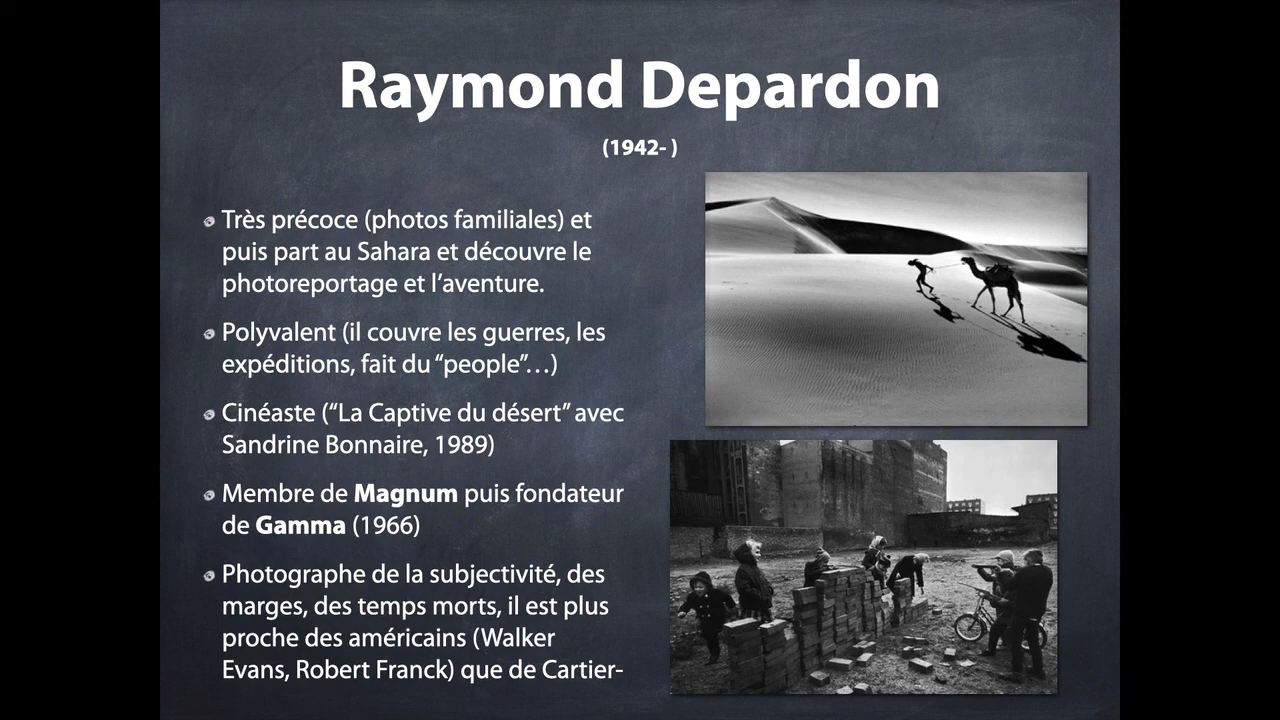 Raymond Depardon
(1942- )
Très précoce (photos familiales) et
puis part au Sahara et découvre le
photoreportage et l’aventure.
Polyvalent (il couvre les guerres, les
expéditions, fait du “people”…)
Cinéaste (“La Captive du désert” avec
Sandrine Bonnaire, 1989)
Membre de Magnum puis fondateur
de Gamma (1966)
Photographe de la subjectivité, des
marges, des temps morts, il est plus
proche des américains (Walker
Evans, Robert Franck) que de Cartier-